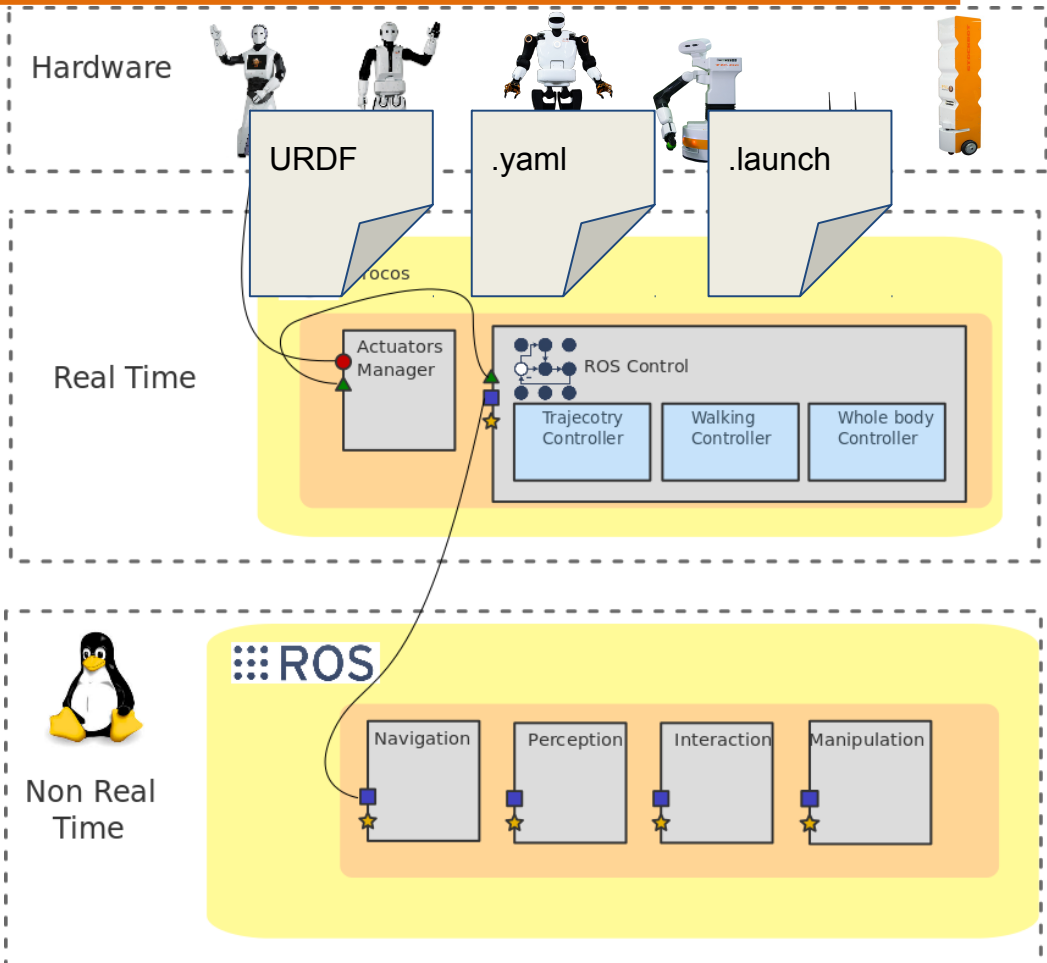 Hardware
URDF
.yaml
.launch
rocos
Real Time
Actuators
Manager
ROS Control
Trajecotry
Controller
Walking
Controller
Whole body
Controller
ROS
Navigation
Perception
Interaction
Manipulation
Non Real
Time